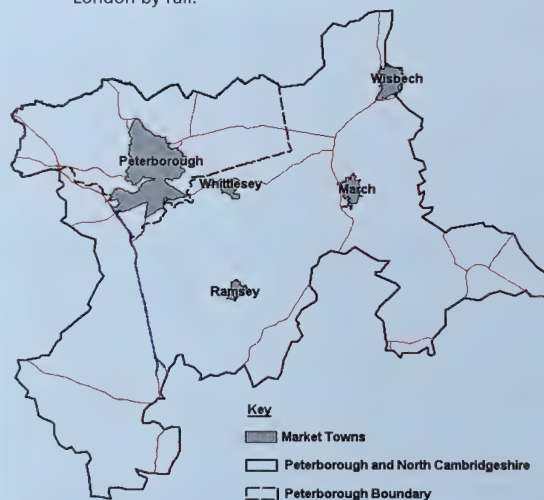 London by rail.
Wisbech
Peterborough
Whittlesey
March
Ramsey
Key
Market Towns
Peterborough and North Cambridgeshire
Peterborough Boundary